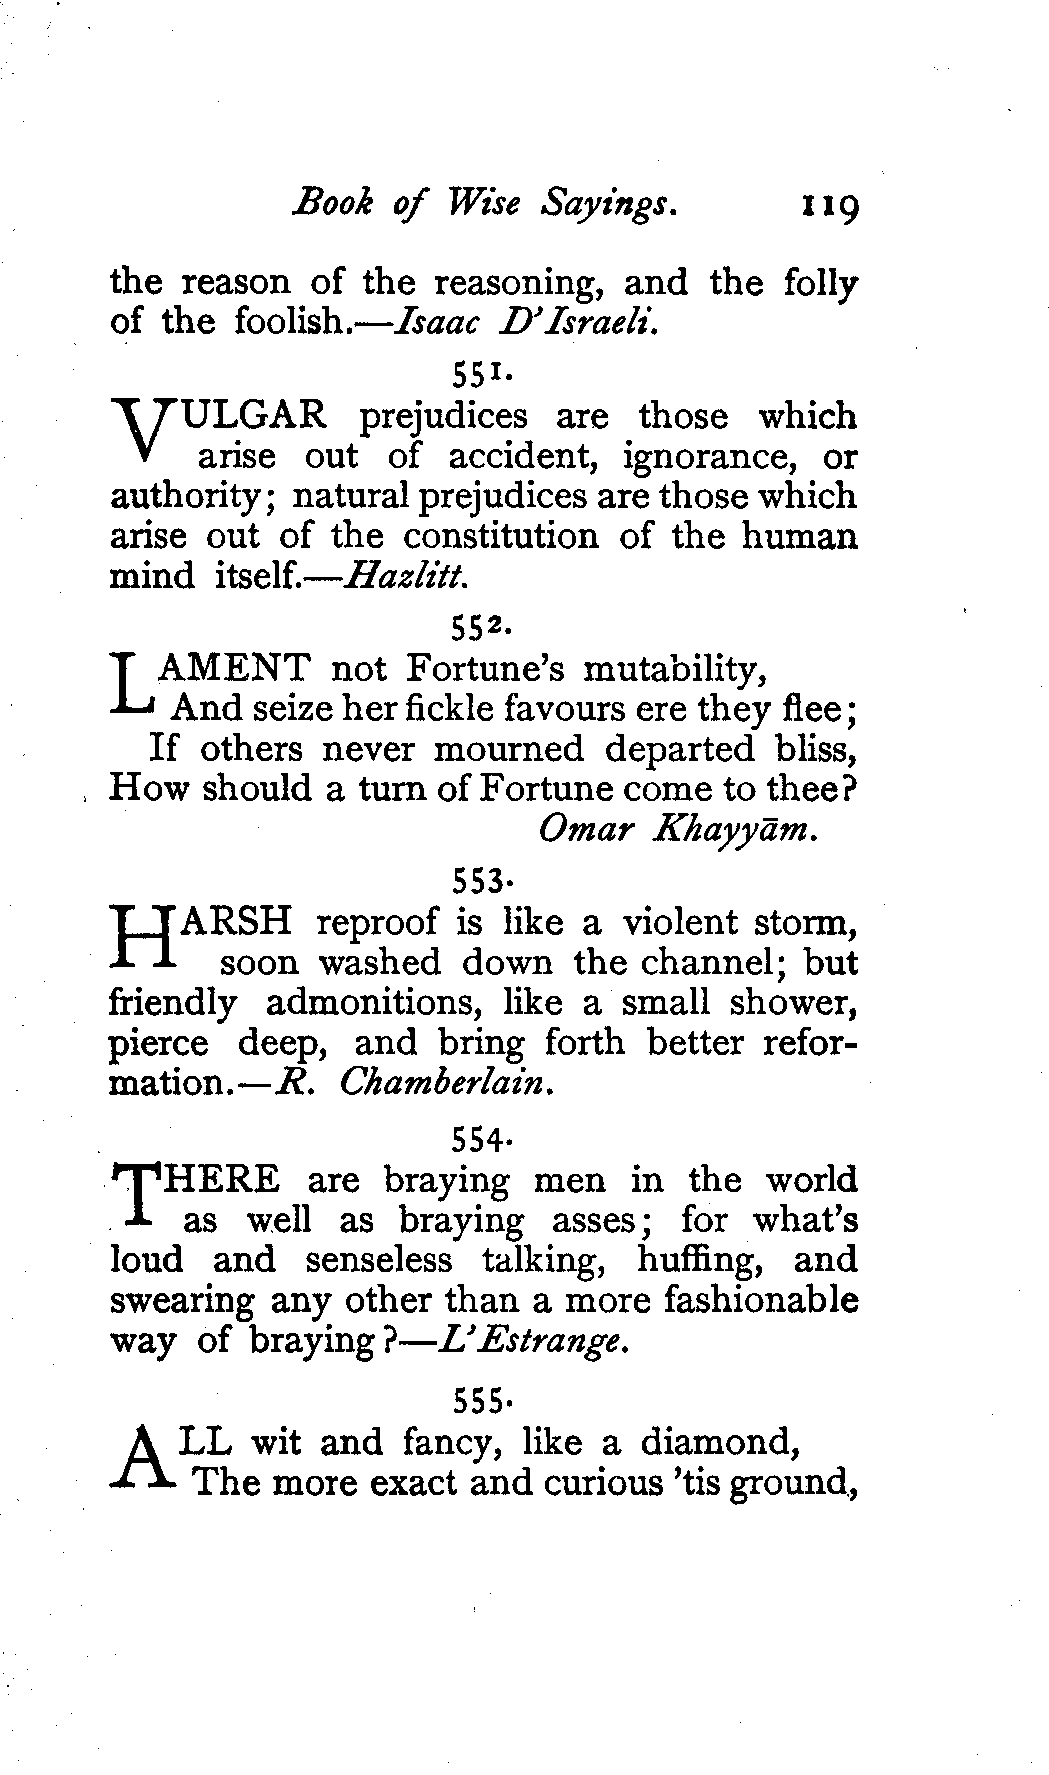 Book of Wise Sayings. 119
the reason of the reasoning, and the folly
of the foolish.—Isaac D'Israeli.
551.
VULGAR prejudices are those which
arise out of accident, ignorance, or
authority; natural prejudices are those which
arise out of the constitution of the human
mind itself.—Hazlitt.
552.
LAMENT not Fortune's mutability,
And seize her fickle favours ere they flee;
If others never mourned departed bliss,
How should a turn of Fortune come to thee?
Omar Khayyām.
553.
HARSH reproof is like a violent storm,
soon washed down the channel; but
friendly admonitions, like a small shower,
pierce deep, and bring forth better refor-
mation.—R. Chamberlain.
554.
THERE are braying men in the world
as well as braying asses; for what's
loud and senseless talking, huffing, and
swearing any other than a more fashionable
way of braying?—L'Estrange.
555.
ALL wit and fancy, like a diamond,
The more exact and curious 'tis ground,